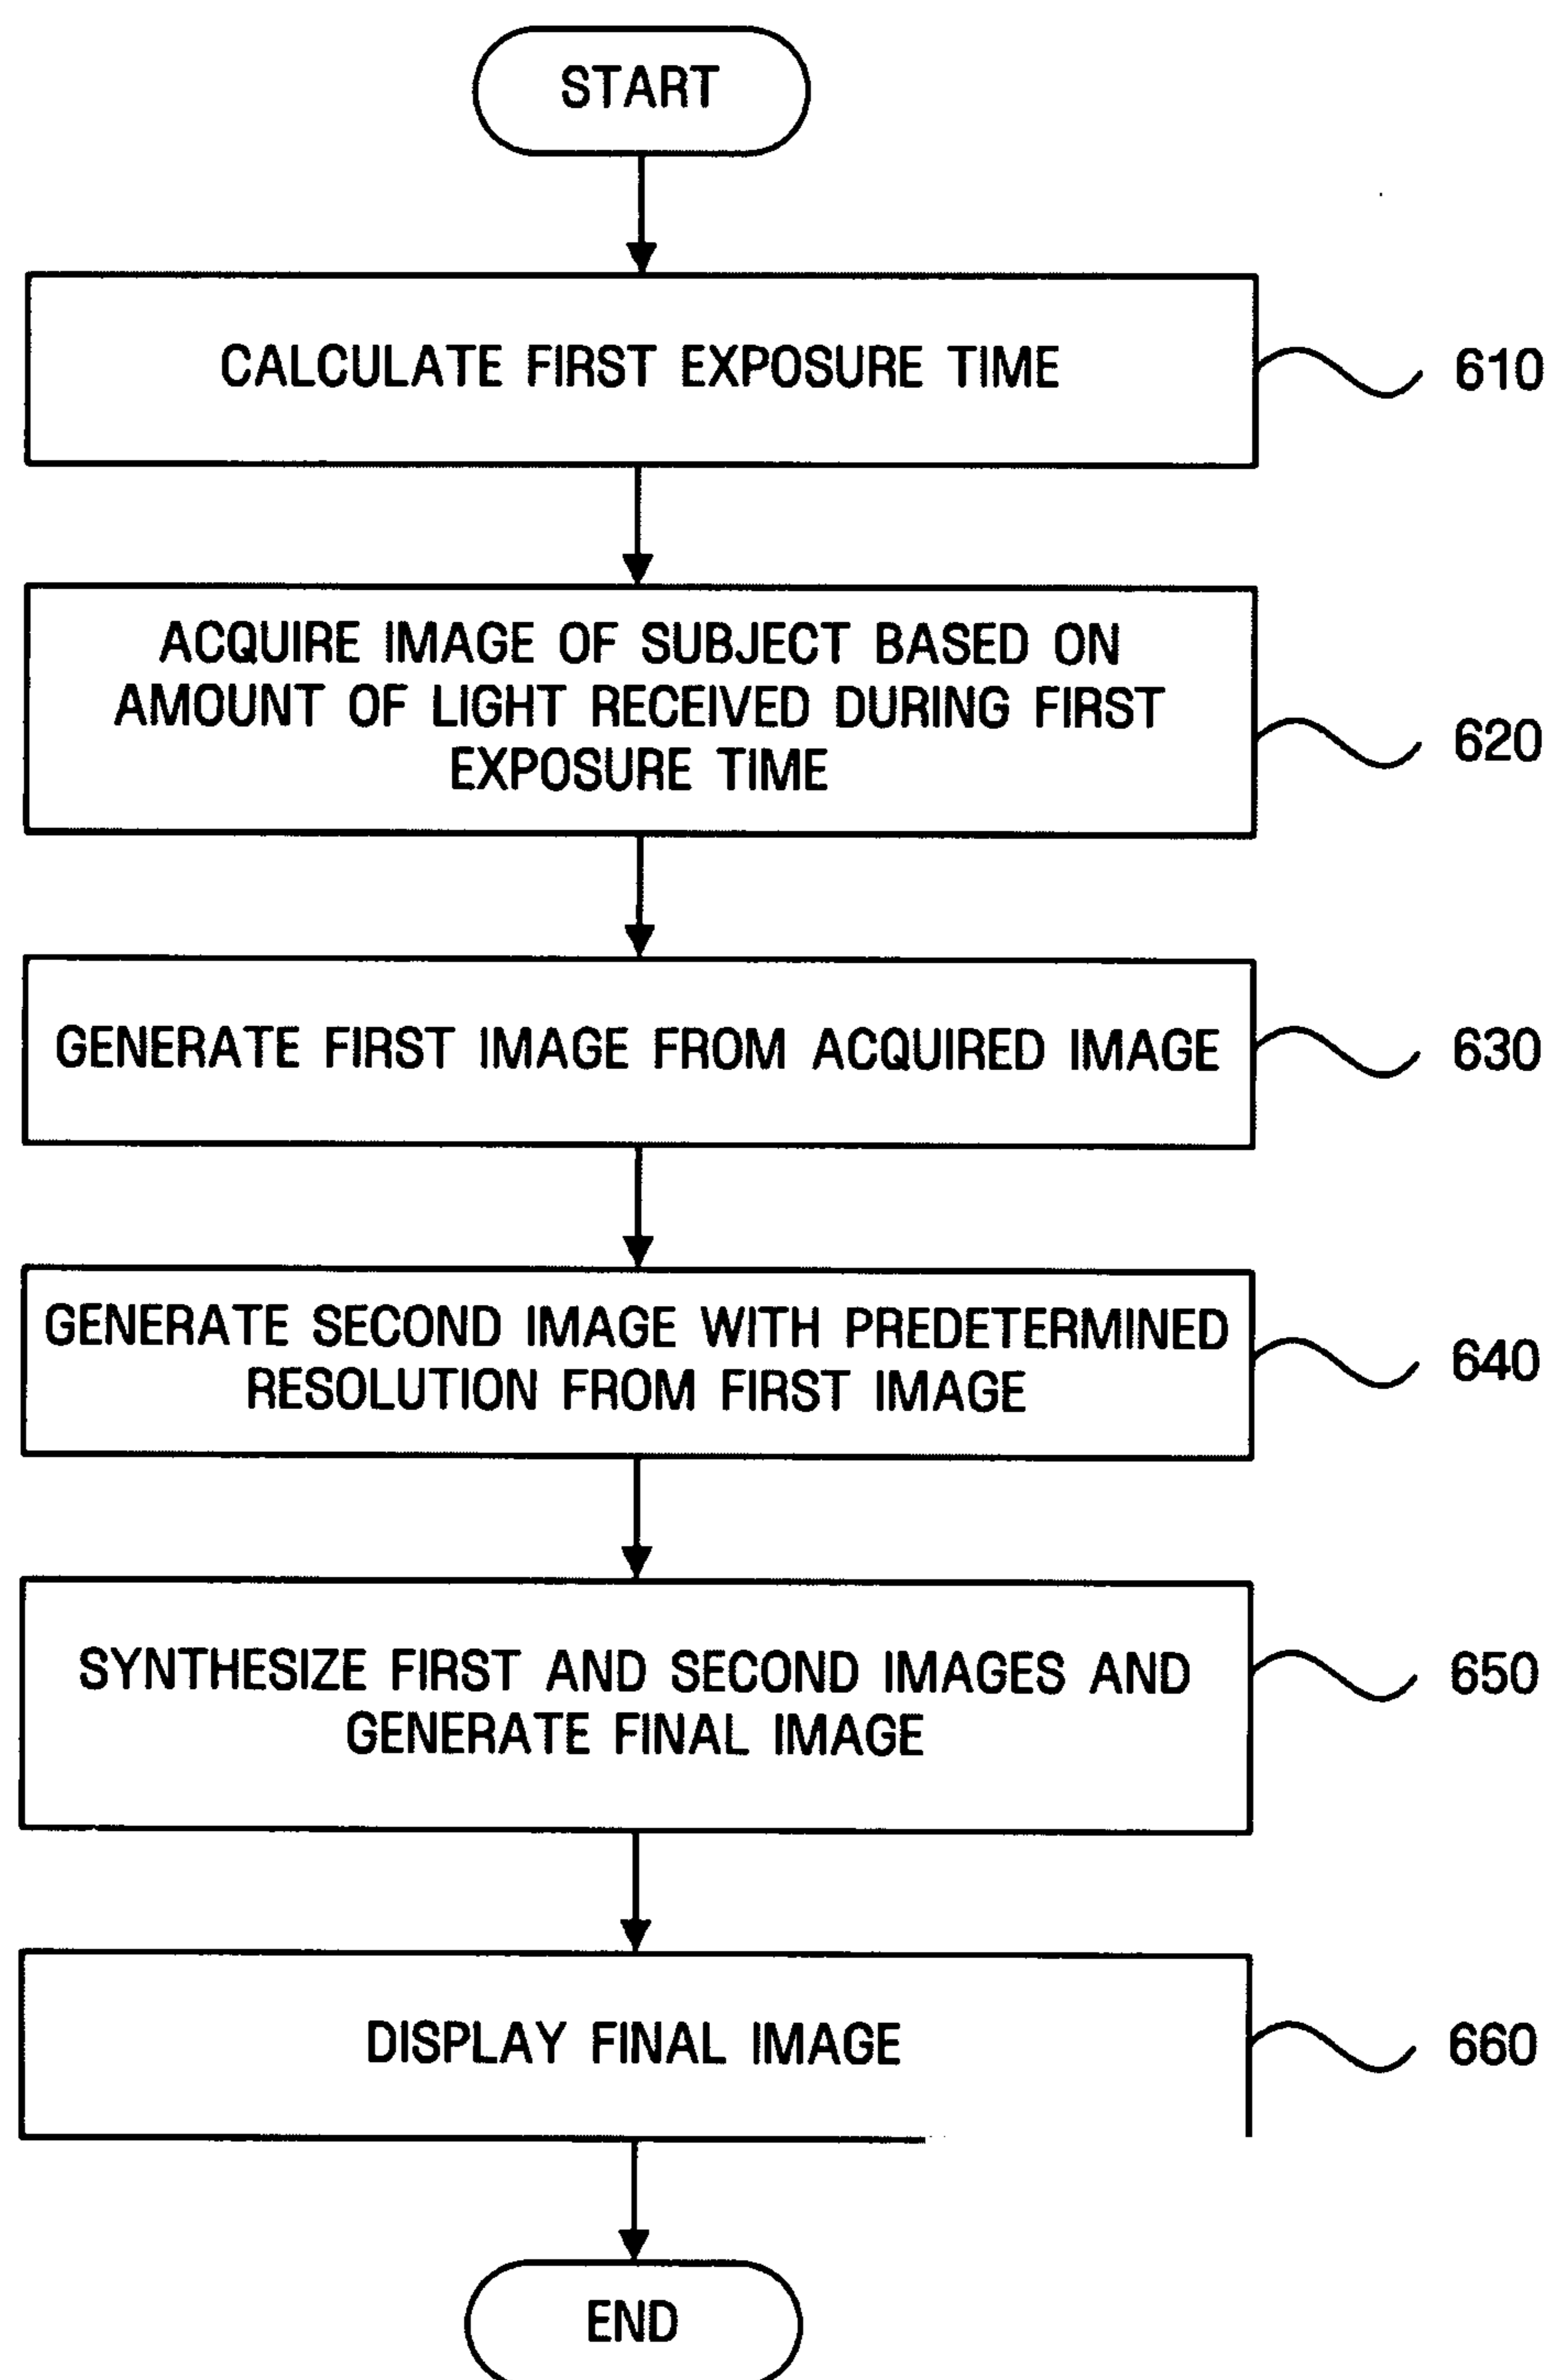 START
CALCULATE FIRST EXPOSURE TIME
610
ACQUIRE IMAGE OF SUBJECT BASED ON
AMOUNT OF LIGHT RECEIVED DURING FIRST
EXPOSURE TIME
620
GENERATE FIRST IMAGE FROM ACQUIRED IMAGE
630
GENERATE SECOND IMAGE WITH PREDETERMINED
RESOLUTION FROM FIRST IMAGE
640
SYNTHESIZE FIRST AND SECOND IMAGES AND
GENERATE FINAL IMAGE
650
DISPLAY FINAL IMAGE
660
END